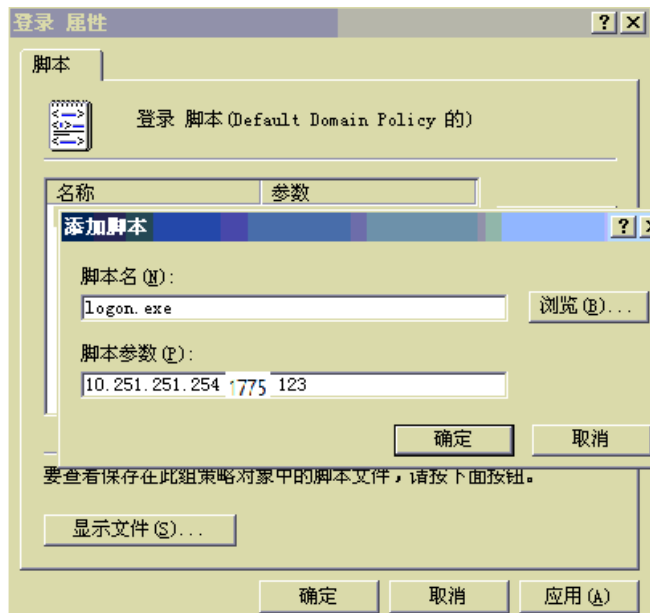 登录 属性
脚本
登录 脚本(Default Domain Policy 的)
名称 参数
添加脚本
脚本名(N):
logon.exe 浏览(B)...
脚本参数(P):
10.251.251.254 1775 123
确定 取消
要查看保存在此组策略对象中的脚本文件，请按下面按钮。
显示文件(S)...
确定 取消 应用(A)